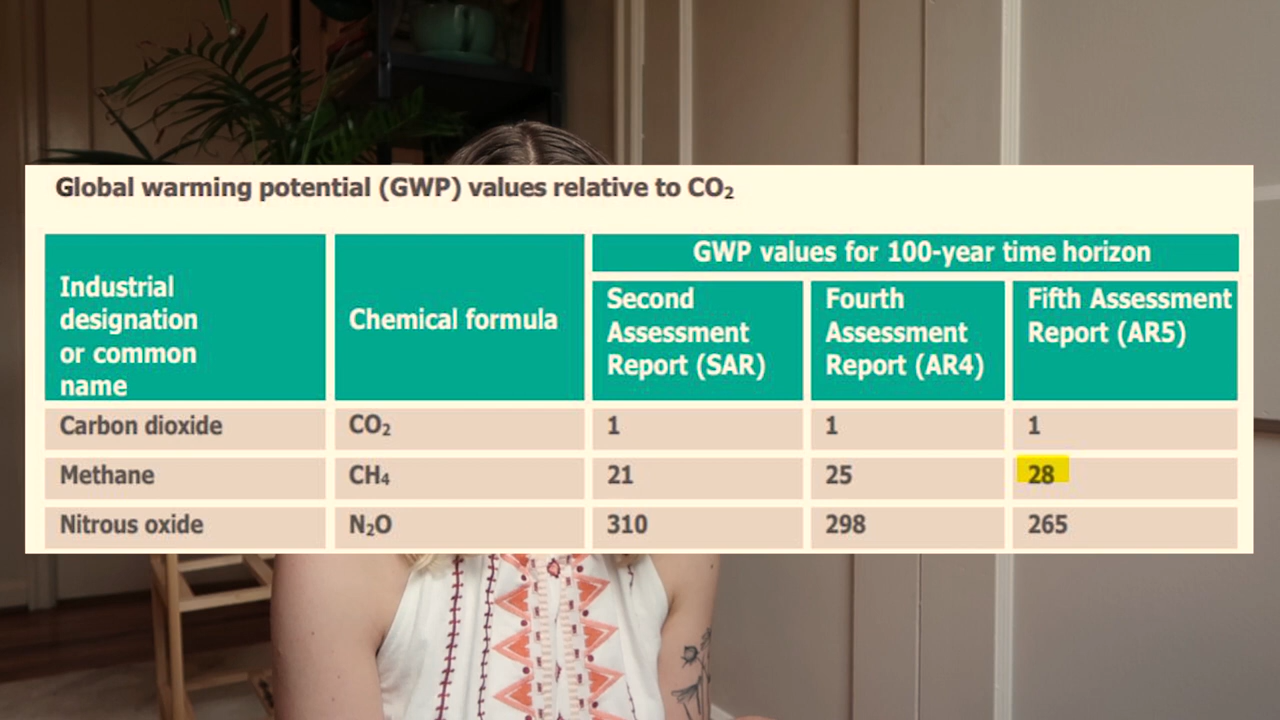 Global warming potential (GWP) values relative to CO₂
GWP values for 100-year time horizon
Industrial
designation
or common
name
Chemical formula
Second
Assessment
Report (SAR)
Fourth
Assessment
Report (AR4)
Fifth Assessment
Report (AR5)
Carbon dioxide CO₂ 1 1 1
Methane CH₄ 21 25 28
Nitrous oxide N₂O 310 298 265